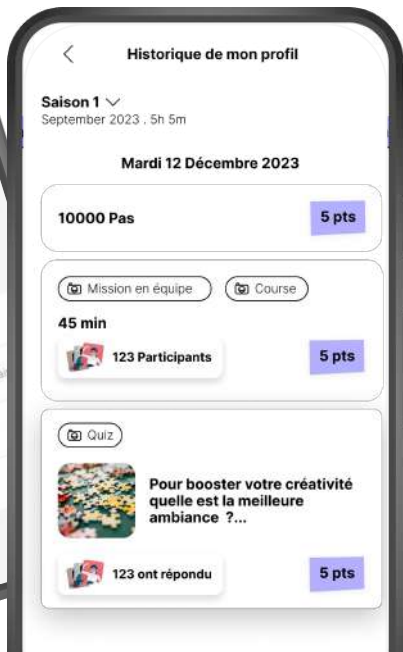 Historique de mon profil
Saison 1
September 2023 . 5h 5m
Mardi 12 Décembre 2023
10000 Pas
5 pts
Mission en équipe
Course
45 min
123 Participants
5 pts
Quiz
Pour booster votre créativité
quelle est la meilleure
ambiance ?...
123 ont répondu
5 pts